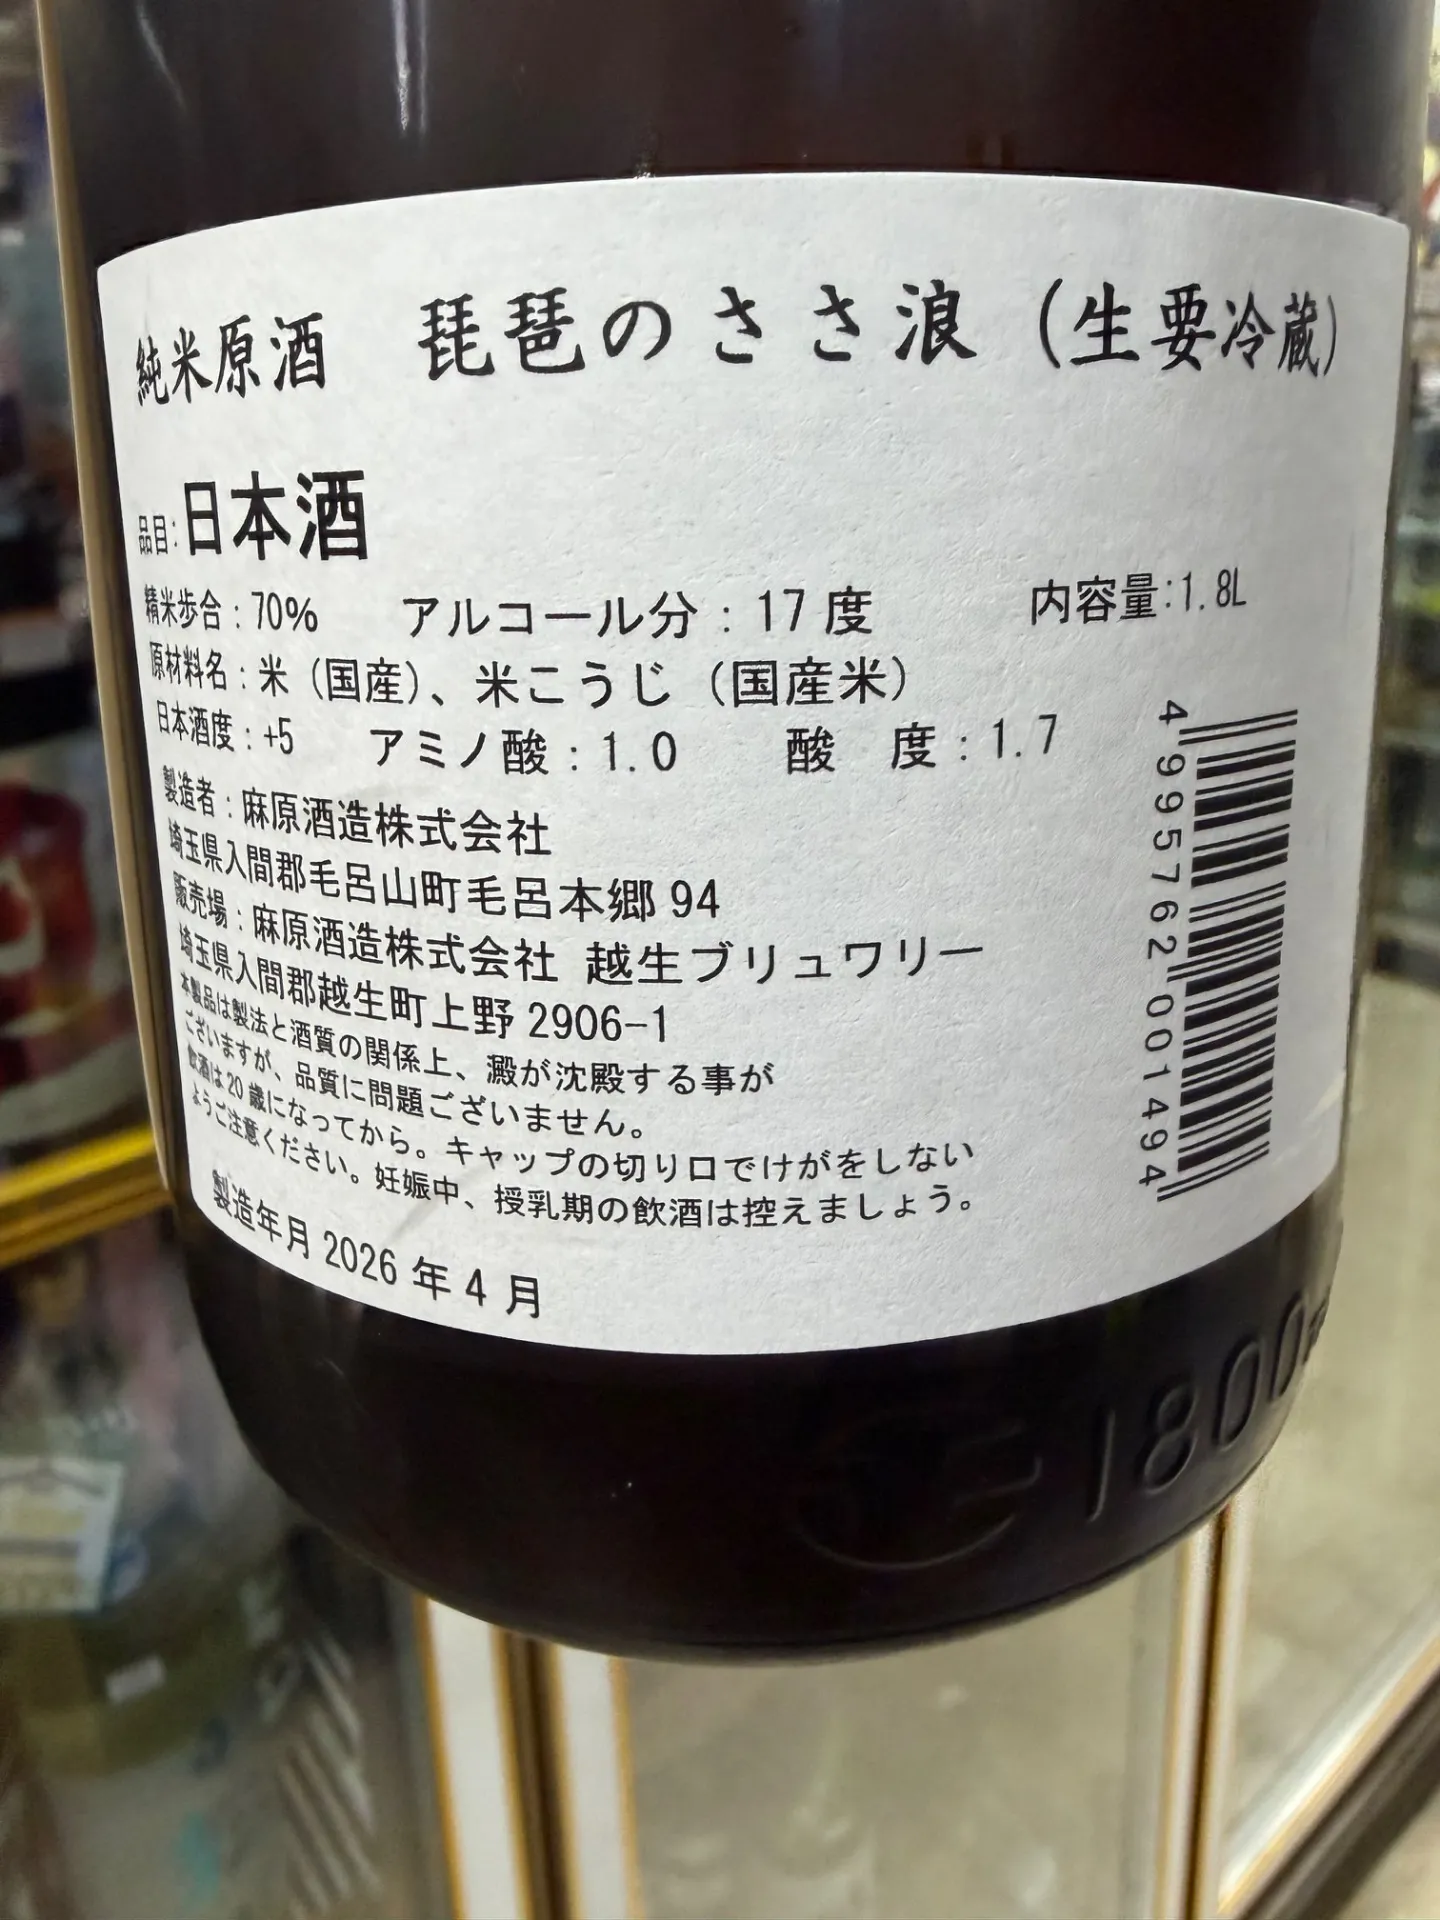 純米原酒 琵琶のささ浪（生要冷蔵）
品目:日本酒
精米歩合：70% アルコール分：17度 内容量:1.8L
原材料名：米（国産）、米こうじ（国産米）
日本酒度：+5 アミノ酸：1.0 酸 度：1.7
製造者：麻原酒造株式会社
埼玉県入間郡毛呂山町毛呂本郷94
販売場：麻原酒造株式会社 越生ブリュワリー
埼玉県入間郡越生町上野2906-1
本製品は製法と酒質の関係上、澱が沈殿する事が
ございますが、品質に問題ございません。
飲酒は20歳になってから。キャップの切り口でけがをしない
ようご注意ください。妊娠中、授乳期の飲酒は控えましょう。
製造年月 2026年4月
4995762001494
1800